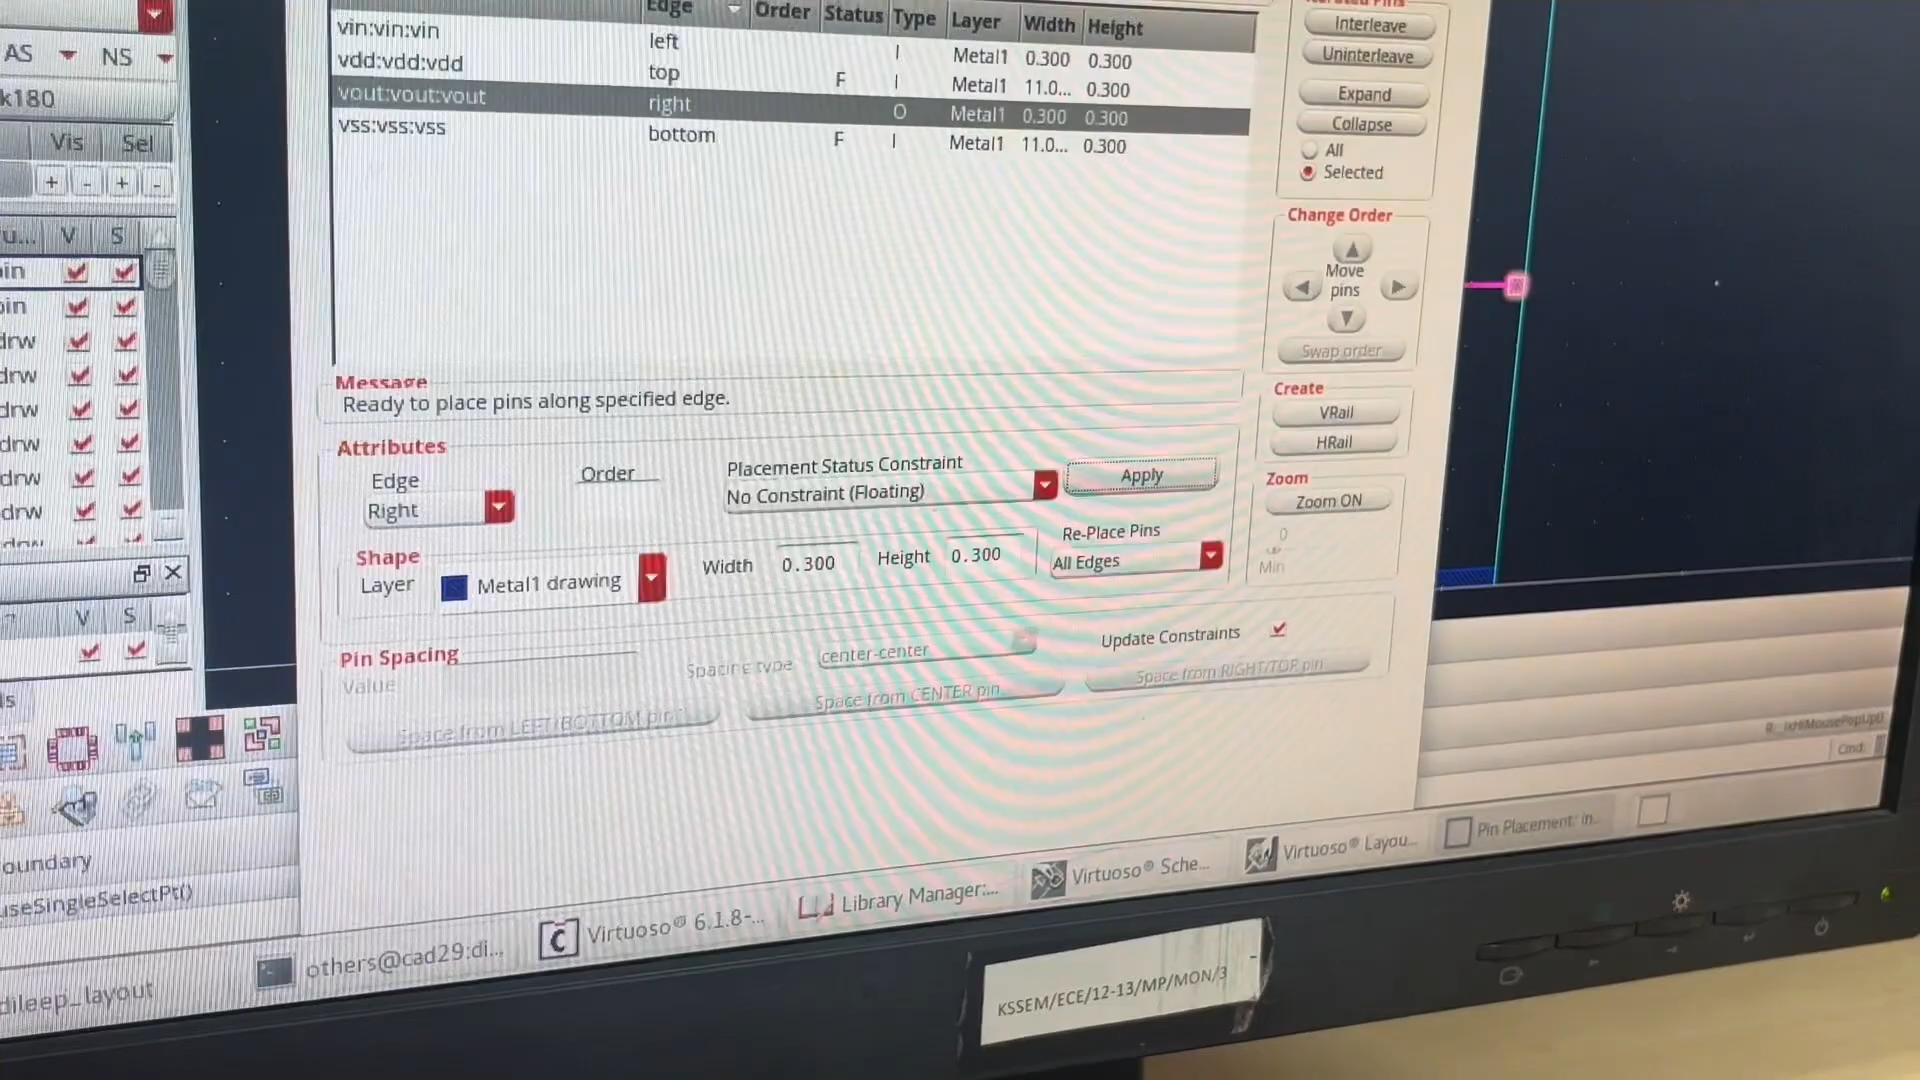 AS NS
k180
Vis Sel
+ - + -
V S
in
pin
drw
drw
drw
drw
drw
drw
V S
oundary
useSingleSelectPt()
dileep_layout
Edge Order Status Type Layer Width Height
vin:vin:vin left I Metal1 0.300 0.300
vdd:vdd:vdd top F I Metal1 11.0... 0.300
vout:vout:vout right O Metal1 0.300 0.300
vss:vss:vss bottom F I Metal1 11.0... 0.300
Message
Ready to place pins along specified edge.
Attributes
Edge Order Placement Status Constraint
Right No Constraint (Floating) Apply
Shape
Layer Metal1 drawing Width 0.300 Height 0.300
Re-Place Pins
All Edges
Pin Spacing
Value Spacing type center-center Update Constraints
Space from LEFT/BOTTOM pin Space from CENTER pin Space from RIGHT/TOP pin
Interleave
Uninterleave
Expand
Collapse
All
Selected
Change Order
Move
pins
Swap order
Create
VRail
HRail
Zoom
Zoom ON
0
Min
Cmd:
others@cad29:di... Virtuoso® 6.1.8-... Library Manager:... Virtuoso® Sche... Virtuoso® Layou... Pin Placement: in...
KSSEM/ECE/12-13/MP/MON/3